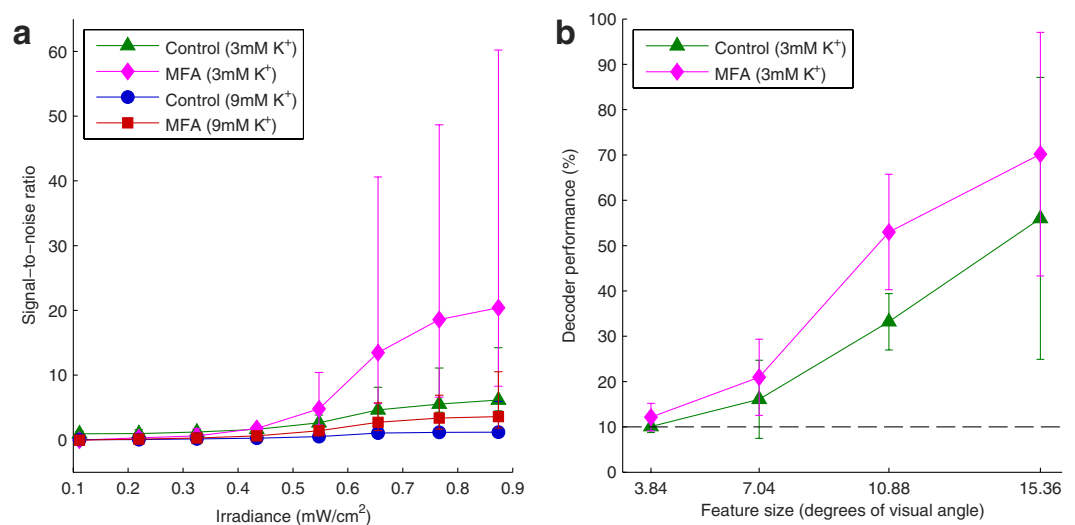 a
Control (3mM K⁺)
MFA (3mM K⁺)
Control (9mM K⁺)
MFA (9mM K⁺)
Signal−to−noise ratio
60
50
40
30
20
10
0
0.1 0.2 0.3 0.4 0.5 0.6 0.7 0.8 0.9
Irradiance (mW/cm²)
b
Control (3mM K⁺)
MFA (3mM K⁺)
Decoder performance (%)
100
90
80
70
60
50
40
30
20
10
0
3.84 7.04 10.88 15.36
Feature size (degrees of visual angle)